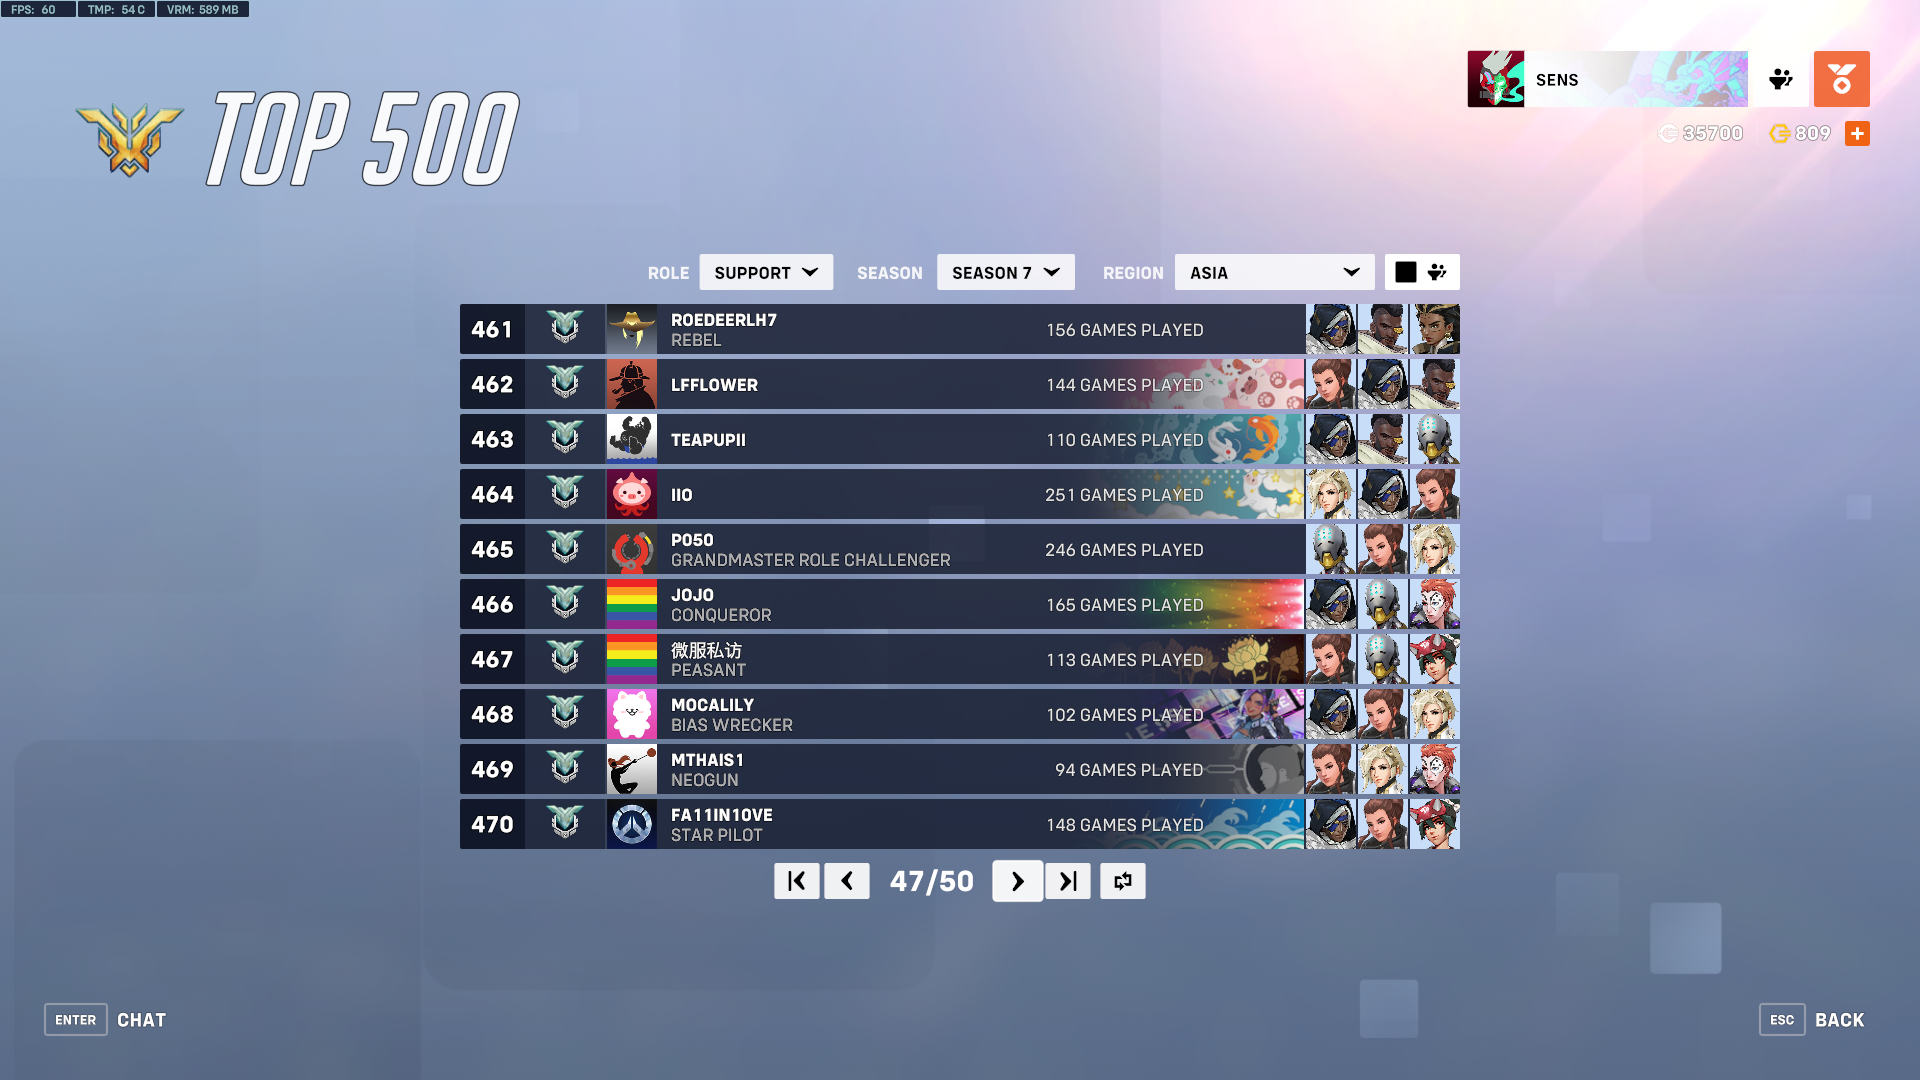 FPS: 60 TMP: 54 C VRM: 589 MB
TOP 500
SENS
35700 809
ROLE SUPPORT SEASON SEASON 7 REGION ASIA
461 ROEDEERLH7 156 GAMES PLAYED
REBEL
462 LFFLOWER 144 GAMES PLAYED
463 TEAPUPII 110 GAMES PLAYED
464 IIO 251 GAMES PLAYED
465 PO50 246 GAMES PLAYED
GRANDMASTER ROLE CHALLENGER
466 JOJO 165 GAMES PLAYED
CONQUEROR
467 微服私访 113 GAMES PLAYED
PEASANT
468 MOCALILY 102 GAMES PLAYED
BIAS WRECKER
469 MTHAIS1 94 GAMES PLAYED
NEOGUN
470 FA11IN10VE 148 GAMES PLAYED
STAR PILOT
47/50
ENTER CHAT
ESC BACK